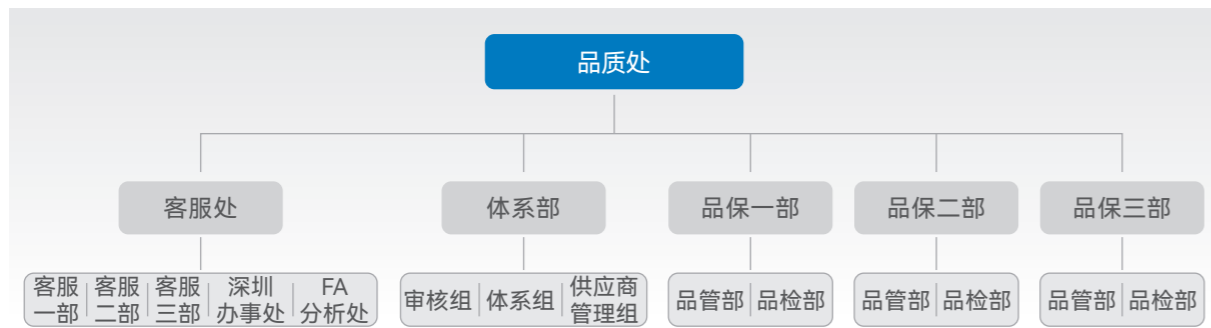 品质处
客服处
体系部
品保一部
品保二部
品保三部
客服
一部
客服
二部
客服
三部
深圳
办事处
FA
分析处
审核组
体系组
供应商
管理组
品管部
品检部
品管部
品检部
品管部
品检部